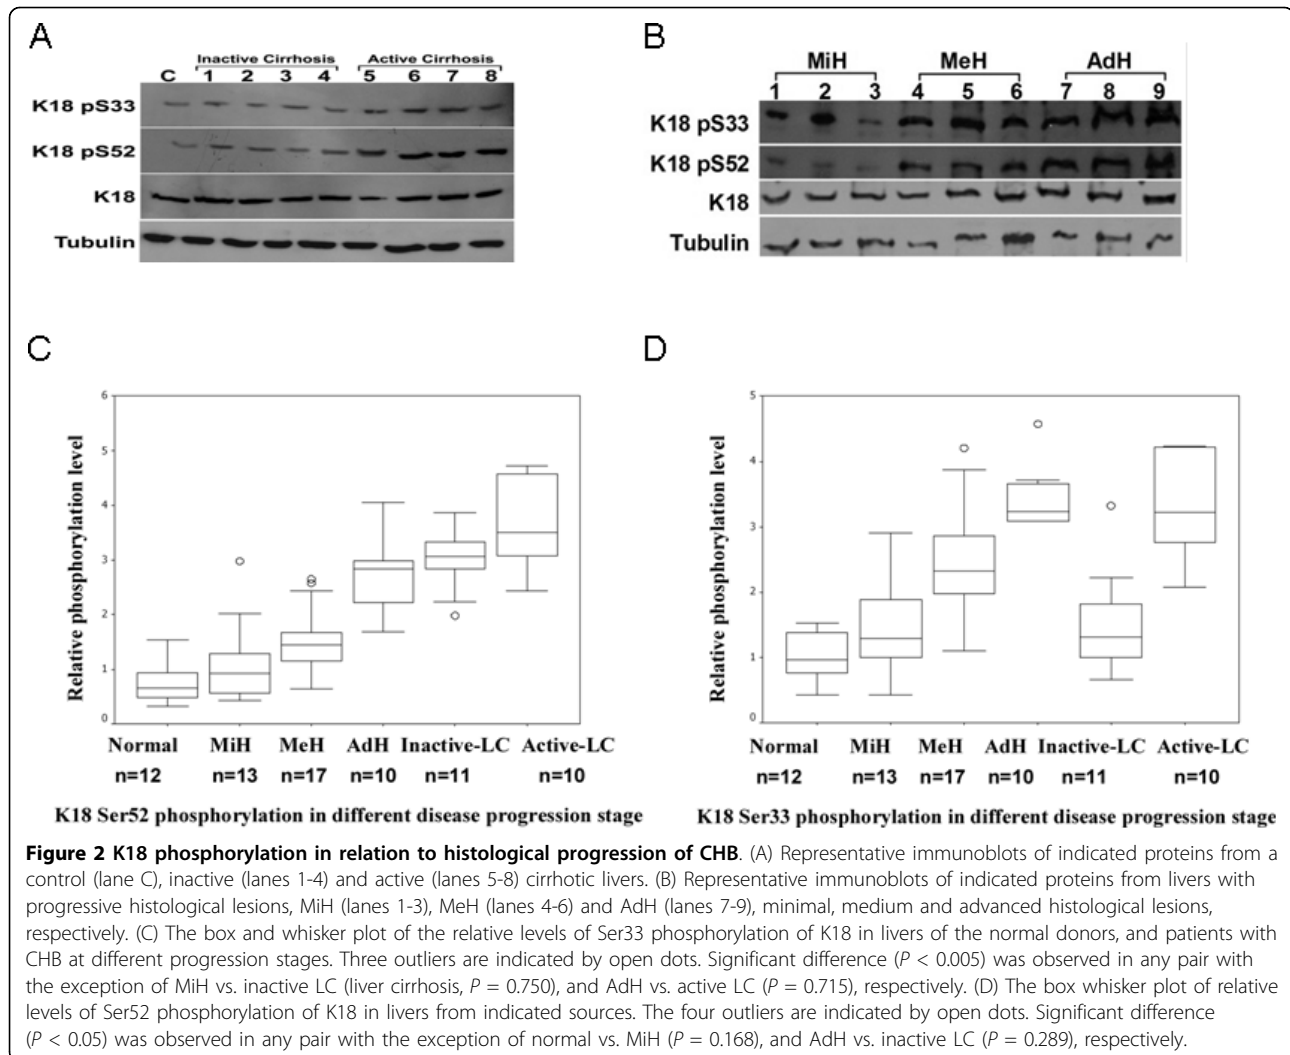 A
Inactive Cirrhosis Active Cirrhosis
C 1 2 3 4 5 6 7 8
K18 pS33
K18 pS52
K18
Tubulin
B
MiH MeH AdH
1 2 3 4 5 6 7 8 9
K18 pS33
K18 pS52
K18
Tubulin
C
Relative phosphorylation level
6
5
4
3
2
1
0
Normal MiH MeH AdH Inactive-LC Active-LC
n=12 n=13 n=17 n=10 n=11 n=10
K18 Ser52 phosphorylation in different disease progression stage
D
Relative phosphorylation level
5
4
3
2
1
0
Normal MiH MeH AdH Inactive-LC Active-LC
n=12 n=13 n=17 n=10 n=11 n=10
K18 Ser33 phosphorylation in different disease progression stage
Figure 2 K18 phosphorylation in relation to histological progression of CHB. (A) Representative immunoblots of indicated proteins from a
control (lane C), inactive (lanes 1-4) and active (lanes 5-8) cirrhotic livers. (B) Representative immunoblots of indicated proteins from livers with
progressive histological lesions, MiH (lanes 1-3), MeH (lanes 4-6) and AdH (lanes 7-9), minimal, medium and advanced histological lesions,
respectively. (C) The box and whisker plot of the relative levels of Ser33 phosphorylation of K18 in livers of the normal donors, and patients with
CHB at different progression stages. Three outliers are indicated by open dots. Significant difference (P < 0.005) was observed in any pair with
the exception of MiH vs. inactive LC (liver cirrhosis, P = 0.750), and AdH vs. active LC (P = 0.715), respectively. (D) The box whisker plot of relative
levels of Ser52 phosphorylation of K18 in livers from indicated sources. The four outliers are indicated by open dots. Significant difference
(P < 0.05) was observed in any pair with the exception of normal vs. MiH (P = 0.168), and AdH vs. inactive LC (P = 0.289), respectively.